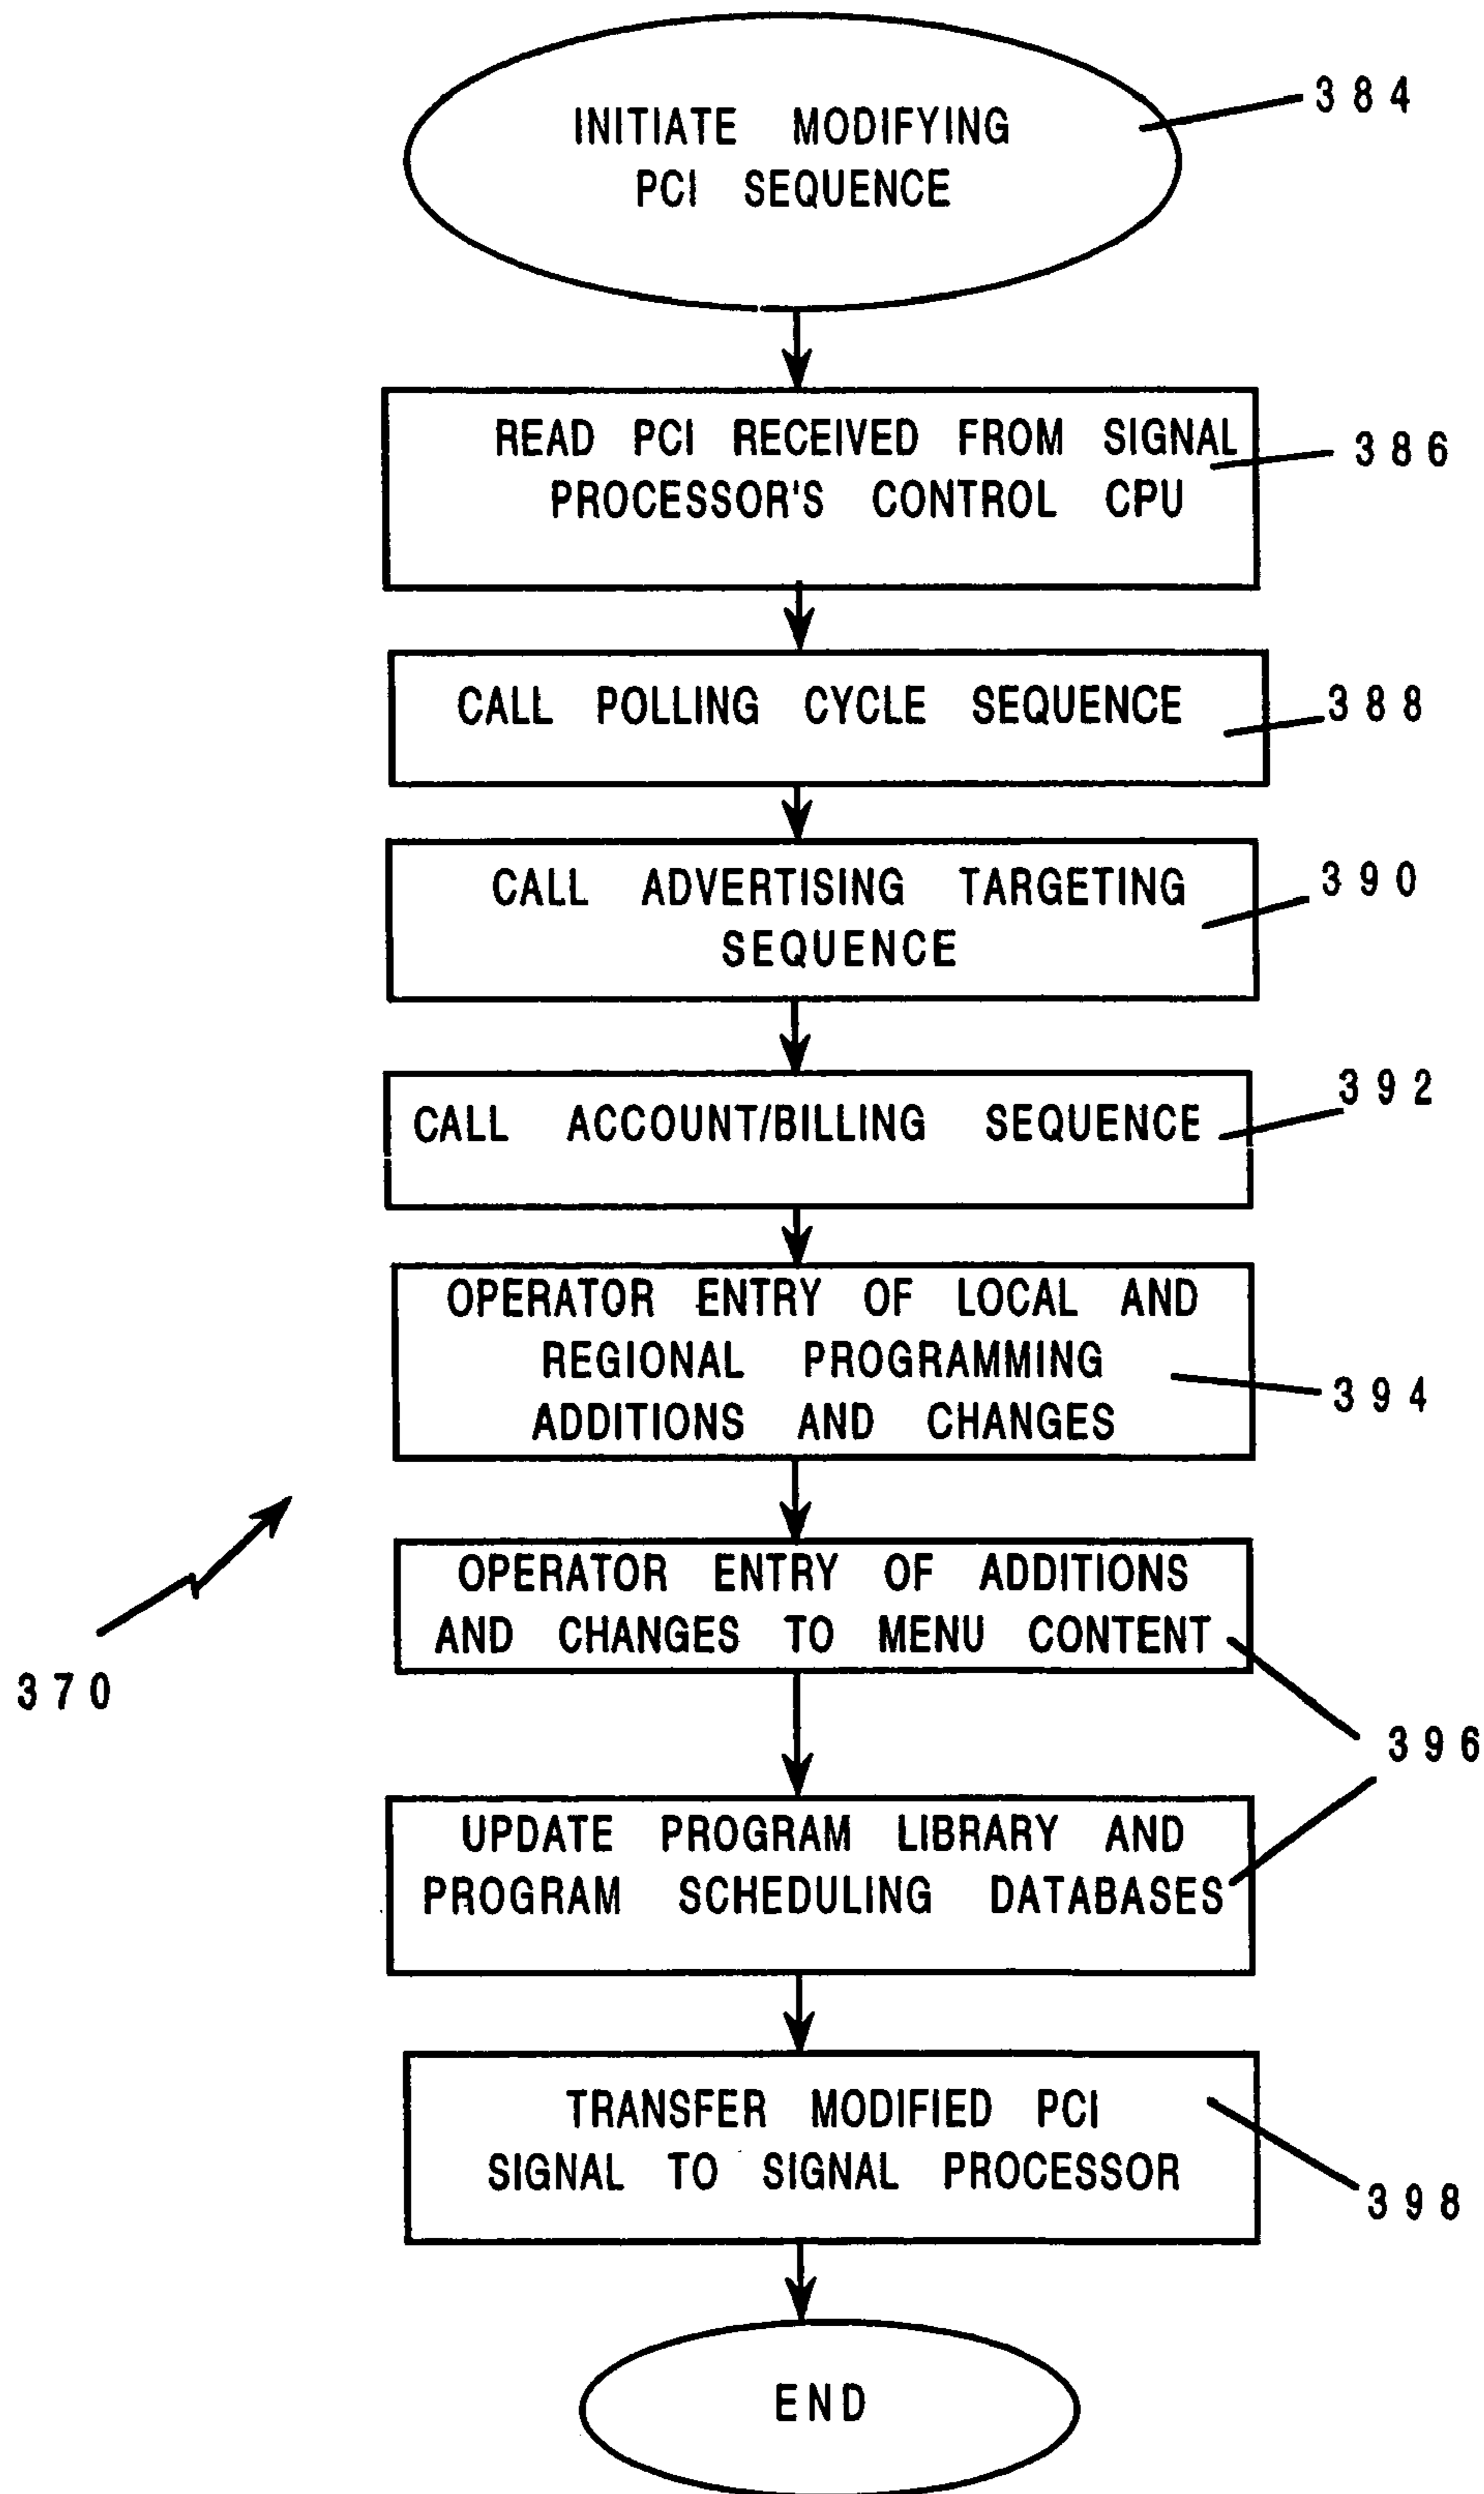 INITIATE MODIFYING
PCI SEQUENCE
384
READ PCI RECEIVED FROM SIGNAL
PROCESSOR'S CONTROL CPU
386
CALL POLLING CYCLE SEQUENCE
388
CALL ADVERTISING TARGETING
SEQUENCE
390
CALL ACCOUNT/BILLING SEQUENCE
392
OPERATOR ENTRY OF LOCAL AND
REGIONAL PROGRAMMING
ADDITIONS AND CHANGES
394
OPERATOR ENTRY OF ADDITIONS
AND CHANGES TO MENU CONTENT
370
396
UPDATE PROGRAM LIBRARY AND
PROGRAM SCHEDULING DATABASES
TRANSFER MODIFIED PCI
SIGNAL TO SIGNAL PROCESSOR
398
END